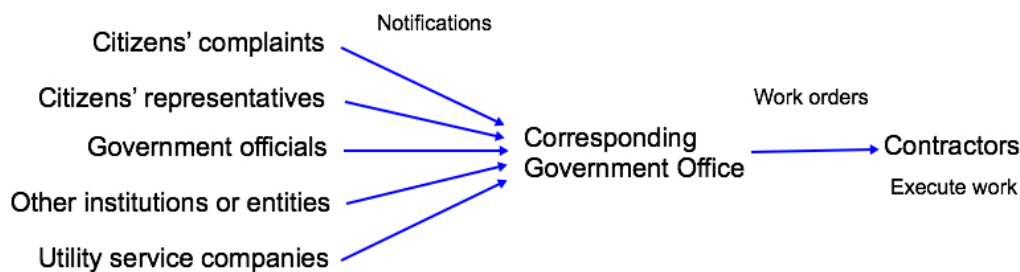 Notifications
Citizens’ complaints
Citizens’ representatives
Government officials
Other institutions or entities
Utility service companies
Corresponding
Government Office
Work orders
Contractors
Execute work